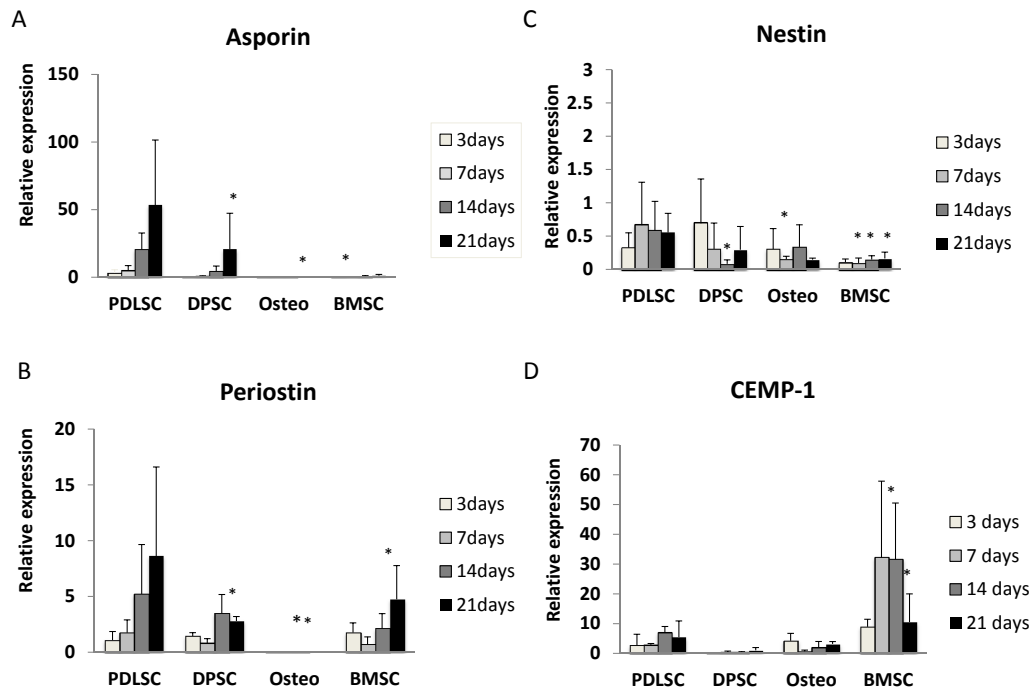 A
Asporin
Relative expression
150
100
50
0
* * *
PDLSC DPSC Osteo BMSC
3days
7days
14days
21days
C
Nestin
Relative expression
3
2.5
2
1.5
1
0.5
0
* * * * *
PDLSC DPSC Osteo BMSC
3days
7days
14days
21days
B
Periostin
Relative expression
20
15
10
5
0
* * * *
PDLSC DPSC Osteo BMSC
3days
7days
14days
21days
D
CEMP-1
Relative expression
70
60
50
40
30
20
10
0
* *
PDLSC DPSC Osteo BMSC
3 days
7 days
14 days
21 days